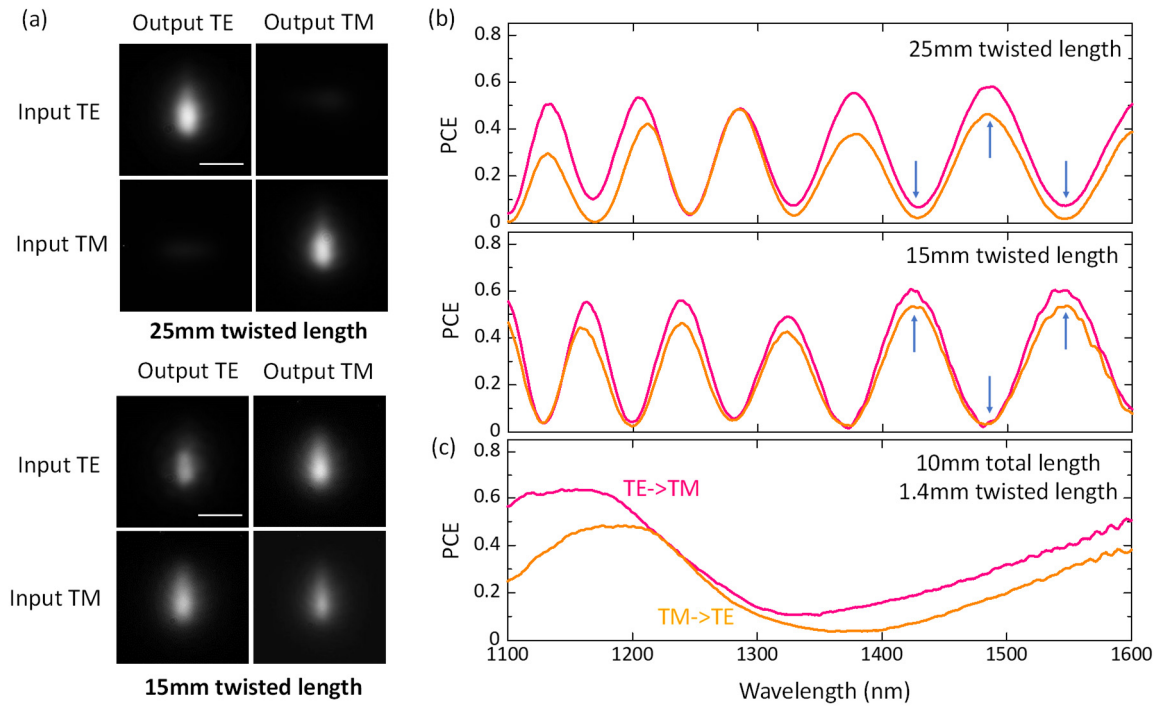 (a)
Output TE Output TM
Input TE
Input TM
25mm twisted length
Output TE Output TM
Input TE
Input TM
15mm twisted length
(b)
0.8
0.6
0.4
0.2
0
PCE
25mm twisted length
0.8
0.6
0.4
0.2
0
PCE
15mm twisted length
(c)
0.8
0.6
0.4
0.2
0
PCE
10mm total length
1.4mm twisted length
TE->TM
TM->TE
1100 1200 1300 1400 1500 1600
Wavelength (nm)